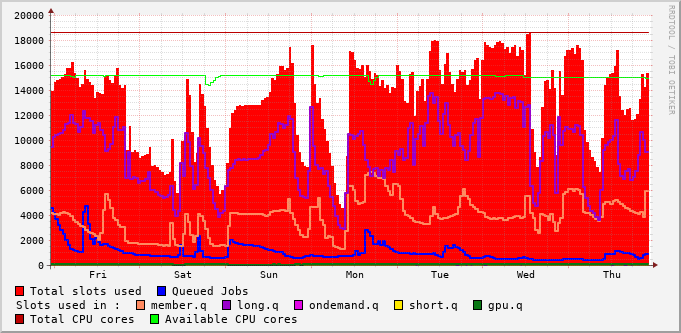 20000
18000
16000
14000
12000
10000
8000
6000
4000
2000
0
Fri Sat Sun Mon Tue Wed Thu
RRDTOOL / TOBI OETIKER
Total slots used Queued Jobs
Slots used in : member.q long.q ondemand.q short.q gpu.q
Total CPU cores Available CPU cores